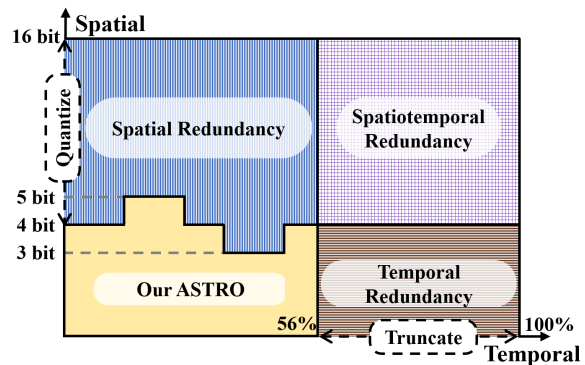 Spatial
16 bit
Quantize
Spatial Redundancy
Spatiotemporal
Redundancy
5 bit
4 bit
3 bit
Our ASTRO
Temporal
Redundancy
56%
100%
Truncate
Temporal